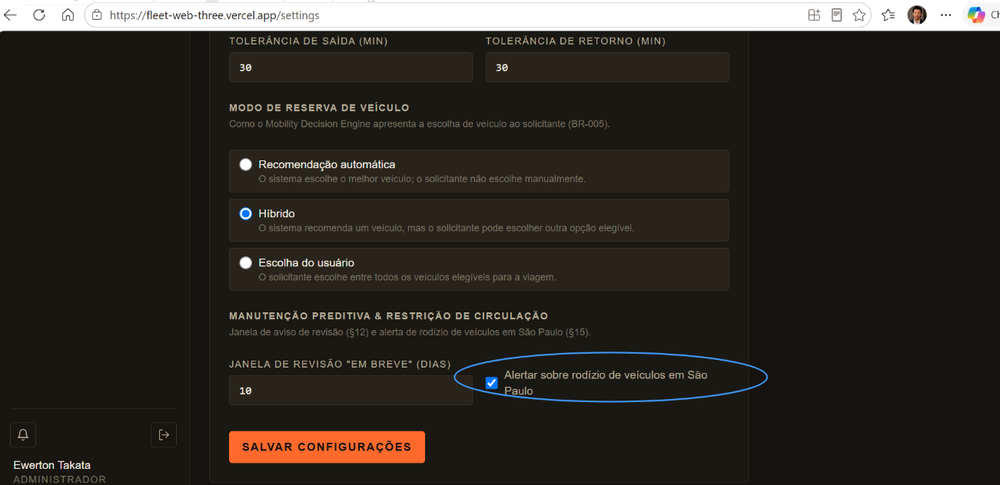 https://fleet-web-three.vercel.app/settings
TOLERÂNCIA DE SAÍDA (MIN)
TOLERÂNCIA DE RETORNO (MIN)
30
30
MODO DE RESERVA DE VEÍCULO
Como o Mobility Decision Engine apresenta a escolha de veículo ao solicitante (BR-005).
Recomendação automática
O sistema escolhe o melhor veículo; o solicitante não escolhe manualmente.
Híbrido
O sistema recomenda um veículo, mas o solicitante pode escolher outra opção elegível.
Escolha do usuário
O solicitante escolhe entre todos os veículos elegíveis para a viagem.
MANUTENÇÃO PREDITIVA & RESTRIÇÃO DE CIRCULAÇÃO
Janela de aviso de revisão (§12) e alerta de rodízio de veículos em São Paulo (§15).
JANELA DE REVISÃO "EM BREVE" (DIAS)
10
Alertar sobre rodízio de veículos em São
Paulo
SALVAR CONFIGURAÇÕES
Ewerton Takata
ADMINISTRADOR